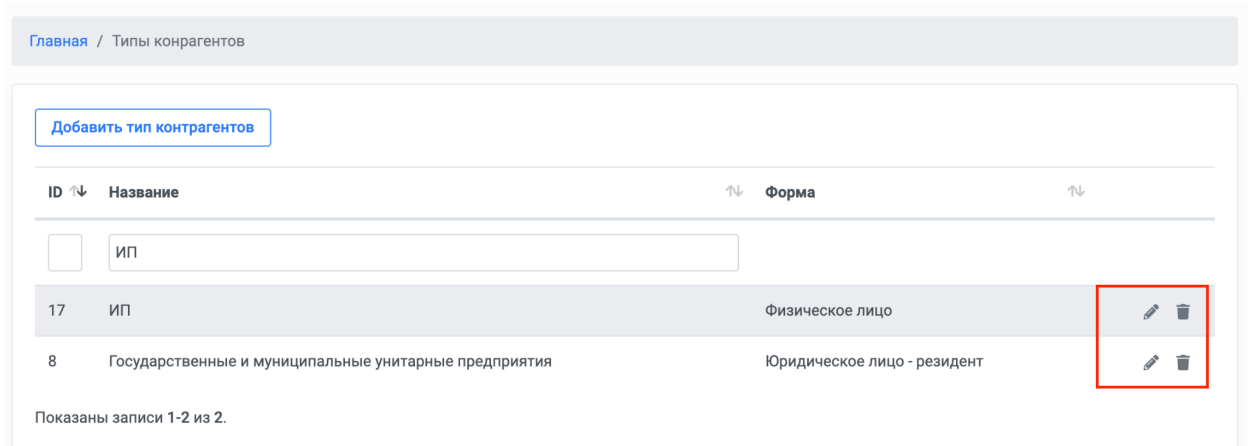 Главная / Типы конрагентов
Добавить тип контрагентов
ID Название Форма
ИП
17 ИП Физическое лицо
8 Государственные и муниципальные унитарные предприятия Юридическое лицо - резидент
Показаны записи 1-2 из 2.